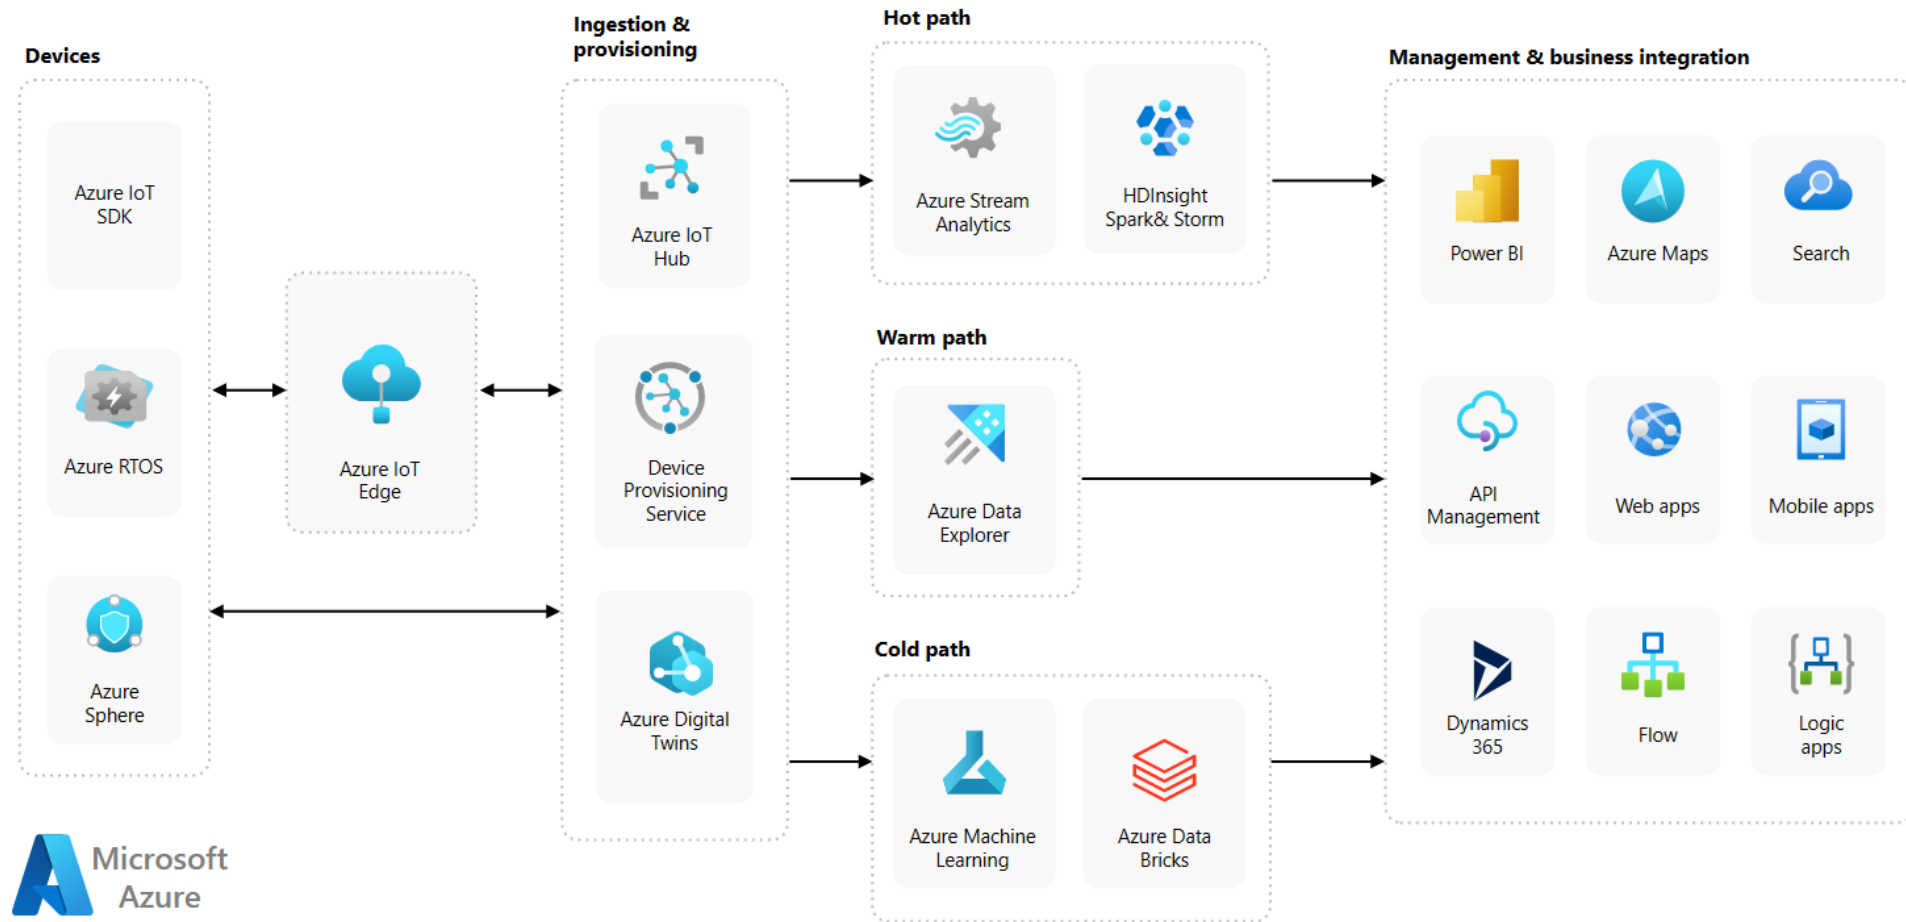 Devices
Azure IoT
SDK
Azure RTOS
Azure
Sphere
Azure IoT
Edge
Ingestion &
provisioning
Azure IoT
Hub
Device
Provisioning
Service
Azure Digital
Twins
Hot path
Azure Stream
Analytics
HDInsight
Spark& Storm
Warm path
Azure Data
Explorer
Cold path
Azure Machine
Learning
Azure Data
Bricks
Management & business integration
Power BI
Azure Maps
Search
API
Management
Web apps
Mobile apps
Dynamics
365
Flow
Logic
apps
Microsoft
Azure